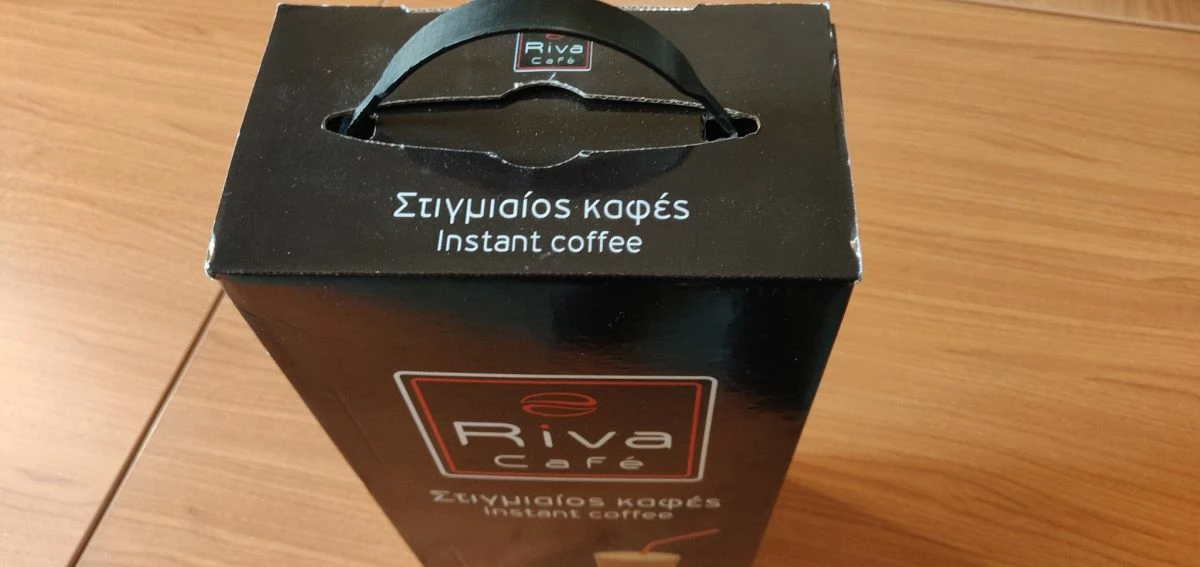 Riva
Café
Στιγμιαίος καφές
Instant coffee
Riva
Café
Στιγμιαίος καφές
Instant coffee